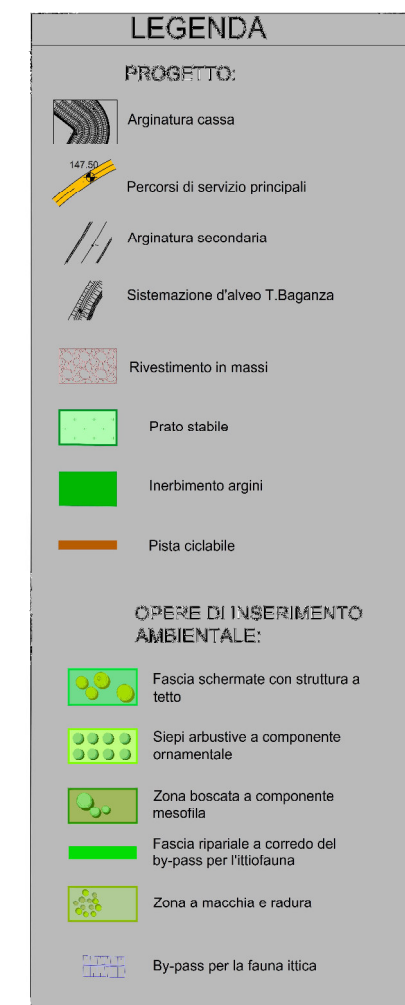 LEGENDA
PROGETTO:
Arginatura cassa
147.50
Percorsi di servizio principali
Arginatura secondaria
Sistemazione d'alveo T.Baganza
Rivestimento in massi
Prato stabile
Inerbimento argini
Pista ciclabile
OPERE DI INSERIMENTO
AMBIENTALE:
Fascia schermate con struttura a
tetto
Siepi arbustive a componente
ornamentale
Zona boscata a componente
mesofila
Fascia ripariale a corredo del
by-pass per l'ittiofauna
Zona a macchia e radura
By-pass per la fauna ittica